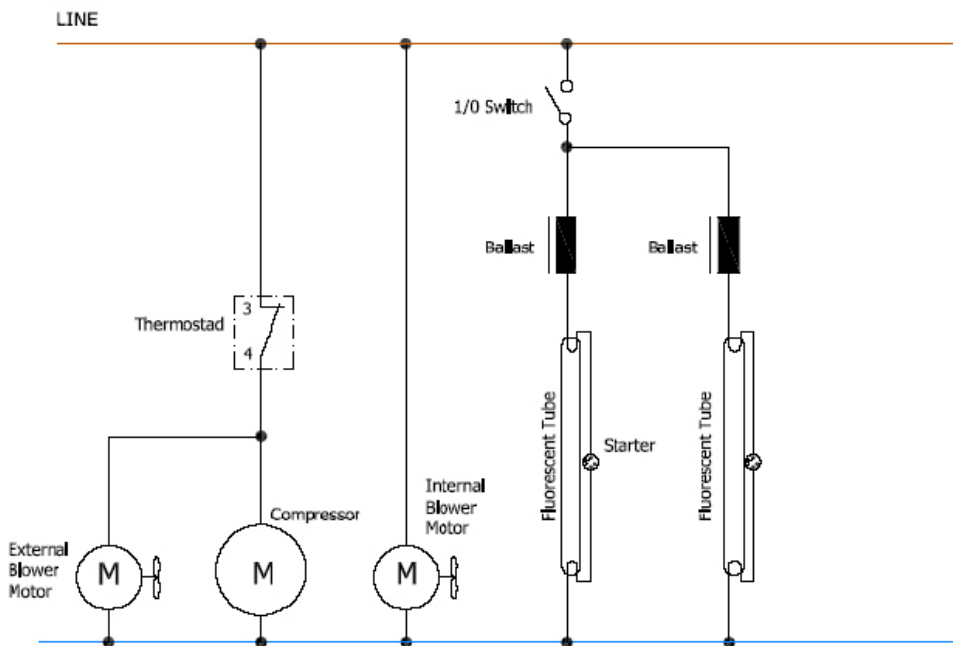 LINE
1/0 Switch
Ballast
Ballast
3
Thermostad
4
Fluorescent Tube
Starter
Fluorescent Tube
Internal
Blower
Motor
Compressor
External
Blower
Motor
M
M
M